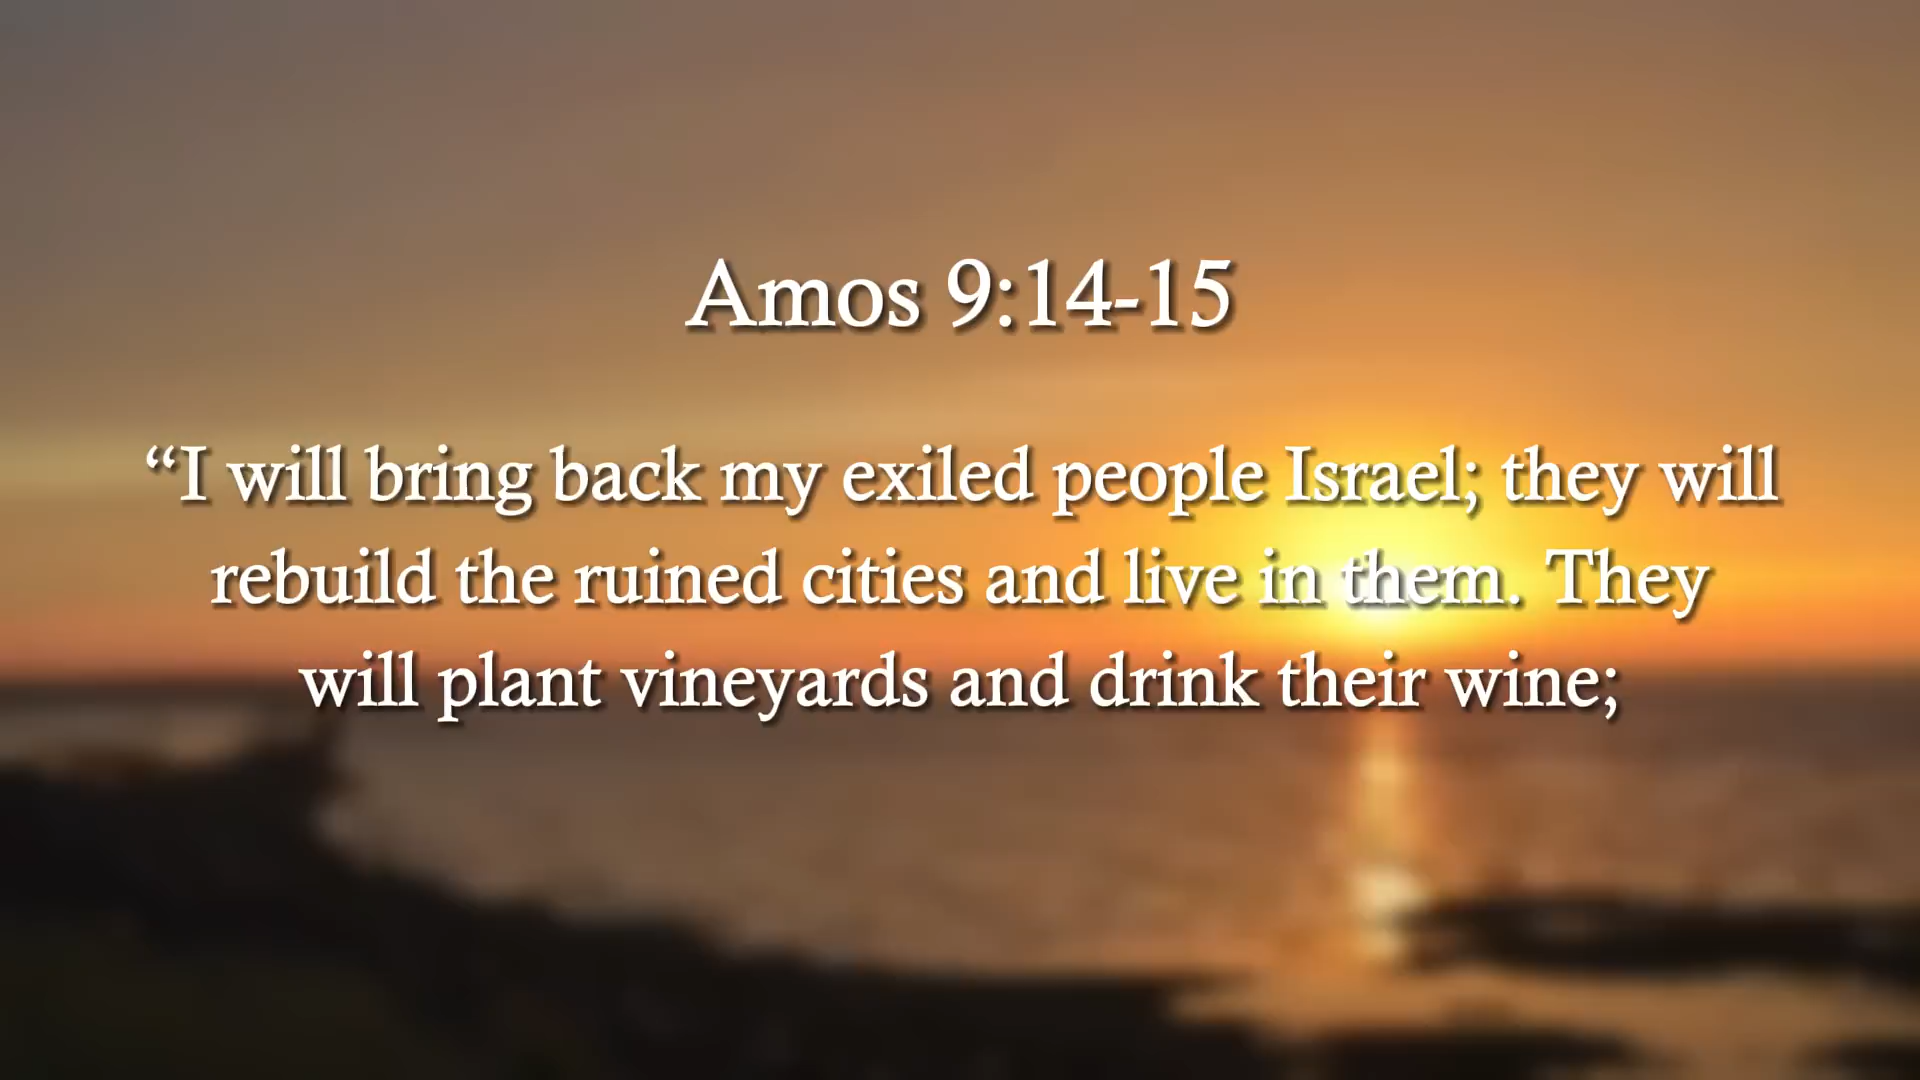 Amos 9:14-15
“I will bring back my exiled people Israel; they will
rebuild the ruined cities and live in them. They
will plant vineyards and drink their wine;